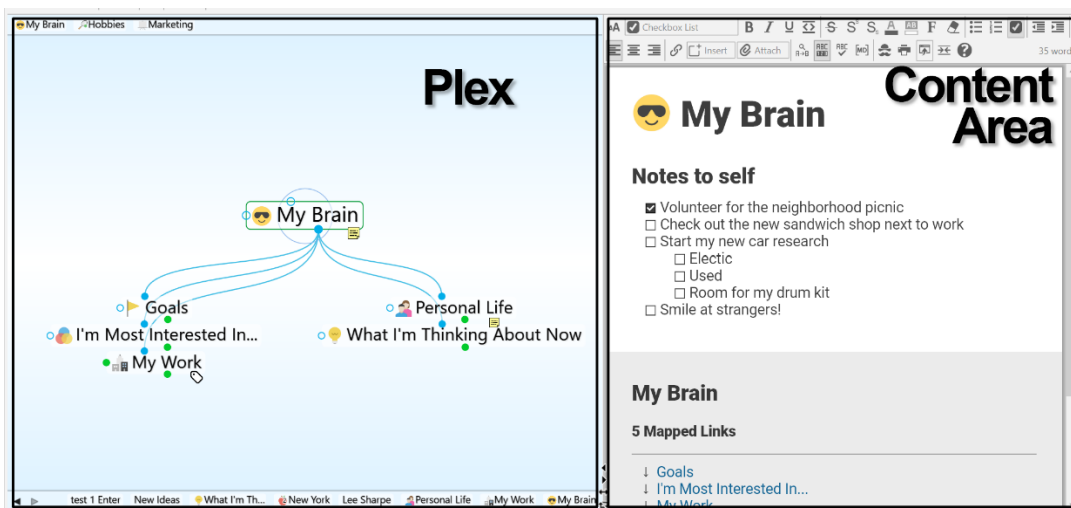 My Brain Hobbies Marketing
Plex
My Brain
Goals
Personal Life
I'm Most Interested In...
What I'm Thinking About Now
My Work
test 1 Enter New Ideas What I'm Th... New York Lee Sharpe Personal Life My Work My Brain
AA Checkbox List B I U S S S A F
Insert Attach 35 word
Content
Area
My Brain
Notes to self
Volunteer for the neighborhood picnic
Check out the new sandwich shop next to work
Start my new car research
Electic
Used
Room for my drum kit
Smile at strangers!
My Brain
5 Mapped Links
↓ Goals
↓ I'm Most Interested In...
↓ My Work